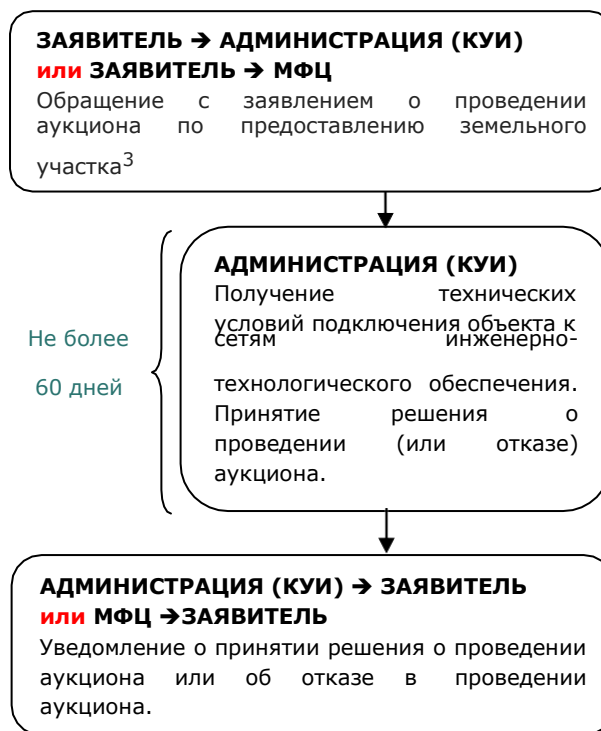 ЗАЯВИТЕЛЬ → АДМИНИСТРАЦИЯ (КУИ)
или ЗАЯВИТЕЛЬ → МФЦ
Обращение с заявлением о проведении
аукциона по предоставлению земельного
участка³
Не более
60 дней
АДМИНИСТРАЦИЯ (КУИ)
Получение технических
условий подключения объекта к
сетям инженерно-
технологического обеспечения.
Принятие решения о
проведении (или отказе)
аукциона.
АДМИНИСТРАЦИЯ (КУИ) → ЗАЯВИТЕЛЬ
или МФЦ →ЗАЯВИТЕЛЬ
Уведомление о принятии решения о проведении
аукциона или об отказе в проведении
аукциона.